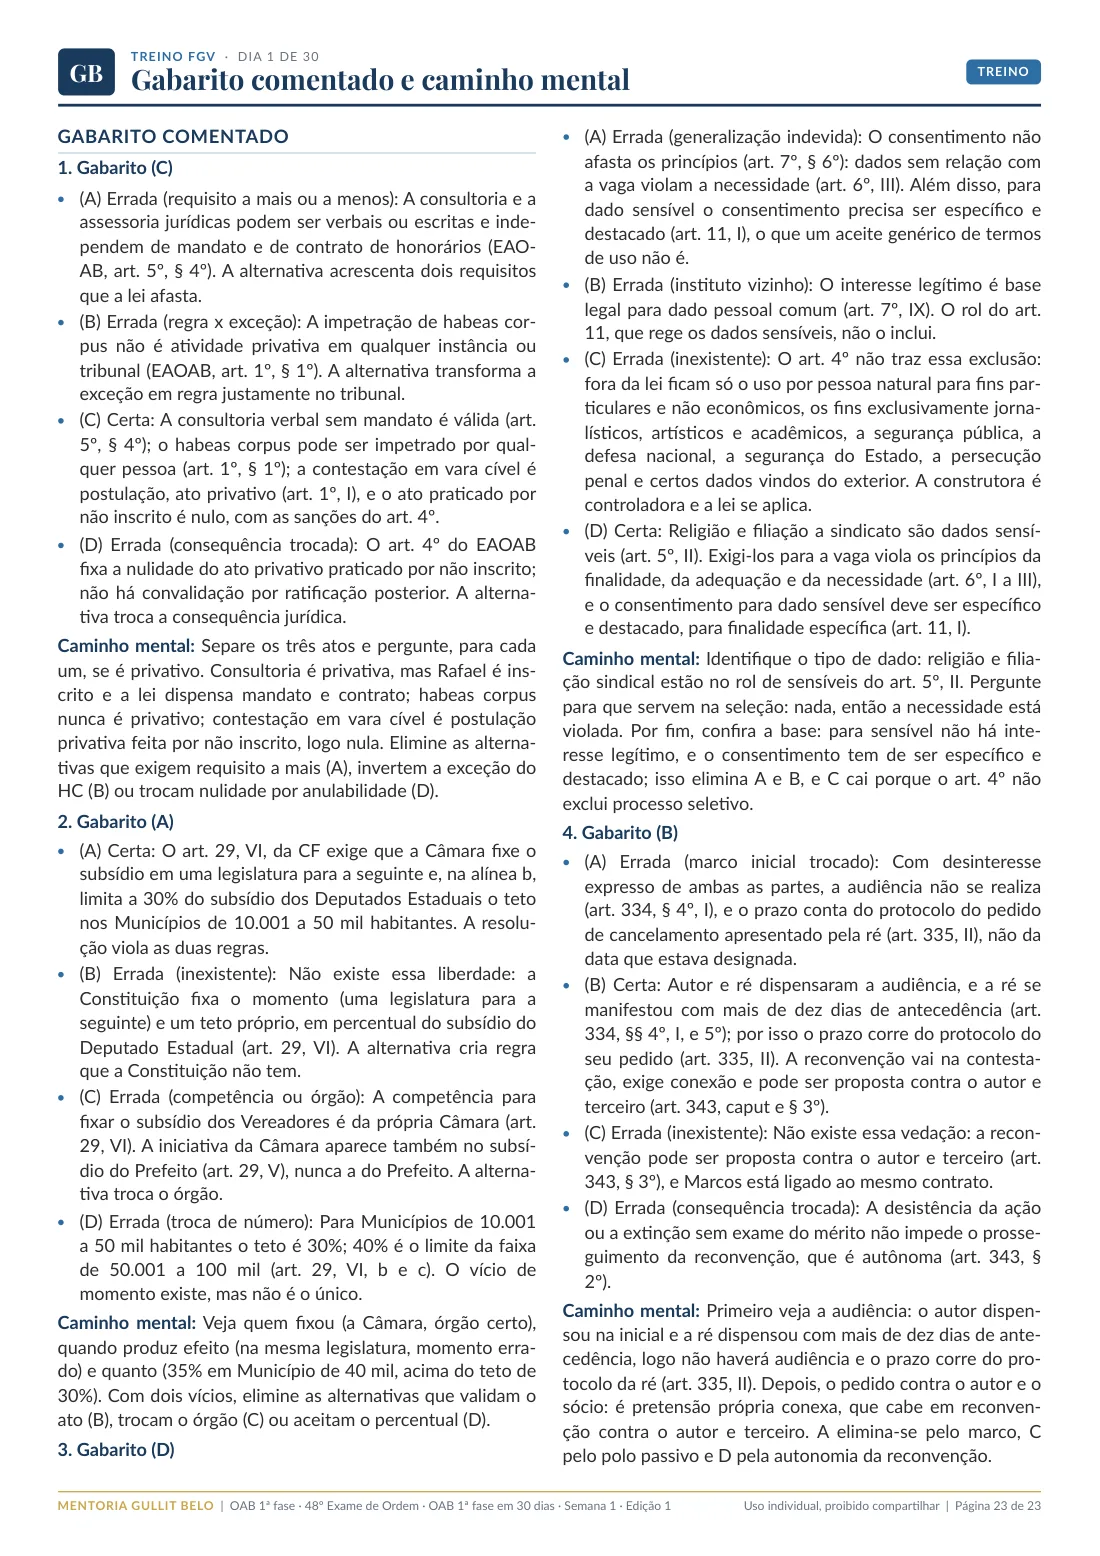 GB
TREINO FGV · DIA 1 DE 30
Gabarito comentado e caminho mental
TREINO
GABARITO COMENTADO
1. Gabarito (C)
• (A) Errada (requisito a mais ou a menos): A consultoria e a
assessoria jurídicas podem ser verbais ou escritas e inde-
pendem de mandato e de contrato de honorários (EAO-
AB, art. 5º, § 4º). A alternativa acrescenta dois requisitos
que a lei afasta.
• (B) Errada (regra x exceção): A impetração de habeas cor-
pus não é atividade privativa em qualquer instância ou
tribunal (EAOAB, art. 1º, § 1º). A alternativa transforma a
exceção em regra justamente no tribunal.
• (C) Certa: A consultoria verbal sem mandato é válida (art.
5º, § 4º); o habeas corpus pode ser impetrado por qual-
quer pessoa (art. 1º, § 1º); a contestação em vara cível é
postulação, ato privativo (art. 1º, I), e o ato praticado por
não inscrito é nulo, com as sanções do art. 4º.
• (D) Errada (consequência trocada): O art. 4º do EAOAB
fixa a nulidade do ato privativo praticado por não inscrito;
não há convalidação por ratificação posterior. A alterna-
tiva troca a consequência jurídica.
Caminho mental: Separe os três atos e pergunte, para cada
um, se é privativo. Consultoria é privativa, mas Rafael é ins-
crito e a lei dispensa mandato e contrato; habeas corpus
nunca é privativo; contestação em vara cível é postulação
privativa feita por não inscrito, logo nula. Elimine as alterna-
tivas que exigem requisito a mais (A), invertem a exceção do
HC (B) ou trocam nulidade por anulabilidade (D).
2. Gabarito (A)
• (A) Certa: O art. 29, VI, da CF exige que a Câmara fixe o
subsídio em uma legislatura para a seguinte e, na alínea b,
limita a 30% do subsídio dos Deputados Estaduais o teto
nos Municípios de 10.001 a 50 mil habitantes. A resolu-
ção viola as duas regras.
• (B) Errada (inexistente): Não existe essa liberdade: a
Constituição fixa o momento (uma legislatura para a
seguinte) e um teto próprio, em percentual do subsídio do
Deputado Estadual (art. 29, VI). A alternativa cria regra
que a Constituição não tem.
• (C) Errada (competência ou órgão): A competência para
fixar o subsídio dos Vereadores é da própria Câmara (art.
29, VI). A iniciativa da Câmara aparece também no subsí-
dio do Prefeito (art. 29, V), nunca a do Prefeito. A alterna-
tiva troca o órgão.
• (D) Errada (troca de número): Para Municípios de 10.001
a 50 mil habitantes o teto é 30%; 40% é o limite da faixa
de 50.001 a 100 mil (art. 29, VI, b e c). O vício de
momento existe, mas não é o único.
Caminho mental: Veja quem fixou (a Câmara, órgão certo),
quando produz efeito (na mesma legislatura, momento erra-
do) e quanto (35% em Município de 40 mil, acima do teto de
30%). Com dois vícios, elimine as alternativas que validam o
ato (B), trocam o órgão (C) ou aceitam o percentual (D).
3. Gabarito (D)
• (A) Errada (generalização indevida): O consentimento não
afasta os princípios (art. 7º, § 6º): dados sem relação com
a vaga violam a necessidade (art. 6º, III). Além disso, para
dado sensível o consentimento precisa ser específico e
destacado (art. 11, I), o que um aceite genérico de termos
de uso não é.
• (B) Errada (instituto vizinho): O interesse legítimo é base
legal para dado pessoal comum (art. 7º, IX). O rol do art.
11, que rege os dados sensíveis, não o inclui.
• (C) Errada (inexistente): O art. 4º não traz essa exclusão:
fora da lei ficam só o uso por pessoa natural para fins par-
ticulares e não econômicos, os fins exclusivamente jorna-
lísticos, artísticos e acadêmicos, a segurança pública, a
defesa nacional, a segurança do Estado, a persecução
penal e certos dados vindos do exterior. A construtora é
controladora e a lei se aplica.
• (D) Certa: Religião e filiação a sindicato são dados sensí-
veis (art. 5º, II). Exigi-los para a vaga viola os princípios da
finalidade, da adequação e da necessidade (art. 6º, I a III),
e o consentimento para dado sensível deve ser específico
e destacado, para finalidade específica (art. 11, I).
Caminho mental: Identifique o tipo de dado: religião e filia-
ção sindical estão no rol de sensíveis do art. 5º, II. Pergunte
para que servem na seleção: nada, então a necessidade está
violada. Por fim, confira a base: para sensível não há inte-
resse legítimo, e o consentimento tem de ser específico e
destacado; isso elimina A e B, e C cai porque o art. 4º não
exclui processo seletivo.
4. Gabarito (B)
• (A) Errada (marco inicial trocado): Com desinteresse
expresso de ambas as partes, a audiência não se realiza
(art. 334, § 4º, I), e o prazo conta do protocolo do pedido
de cancelamento apresentado pela ré (art. 335, II), não da
data que estava designada.
• (B) Certa: Autor e ré dispensaram a audiência, e a ré se
manifestou com mais de dez dias de antecedência (art.
334, §§ 4º, I, e 5º); por isso o prazo corre do protocolo do
seu pedido (art. 335, II). A reconvenção vai na contesta-
ção, exige conexão e pode ser proposta contra o autor e
terceiro (art. 343, caput e § 3º).
• (C) Errada (inexistente): Não existe essa vedação: a recon-
venção pode ser proposta contra o autor e terceiro (art.
343, § 3º), e Marcos está ligado ao mesmo contrato.
• (D) Errada (consequência trocada): A desistência da ação
ou a extinção sem exame do mérito não impede o prosse-
guimento da reconvenção, que é autônoma (art. 343, §
2º).
Caminho mental: Primeiro veja a audiência: o autor dispen-
sou na inicial e a ré dispensou com mais de dez dias de ante-
cedência, logo não haverá audiência e o prazo corre do pro-
tocolo da ré (art. 335, II). Depois, o pedido contra o autor e o
sócio: é pretensão própria conexa, que cabe em reconven-
ção contra o autor e terceiro. A elimina-se pelo marco, C
pelo polo passivo e D pela autonomia da reconvenção.
MENTORIA GULLIT BELO | OAB 1ª fase · 48º Exame de Ordem · OAB 1ª fase em 30 dias · Semana 1 · Edição 1
Uso individual, proibido compartilhar | Página 23 de 23